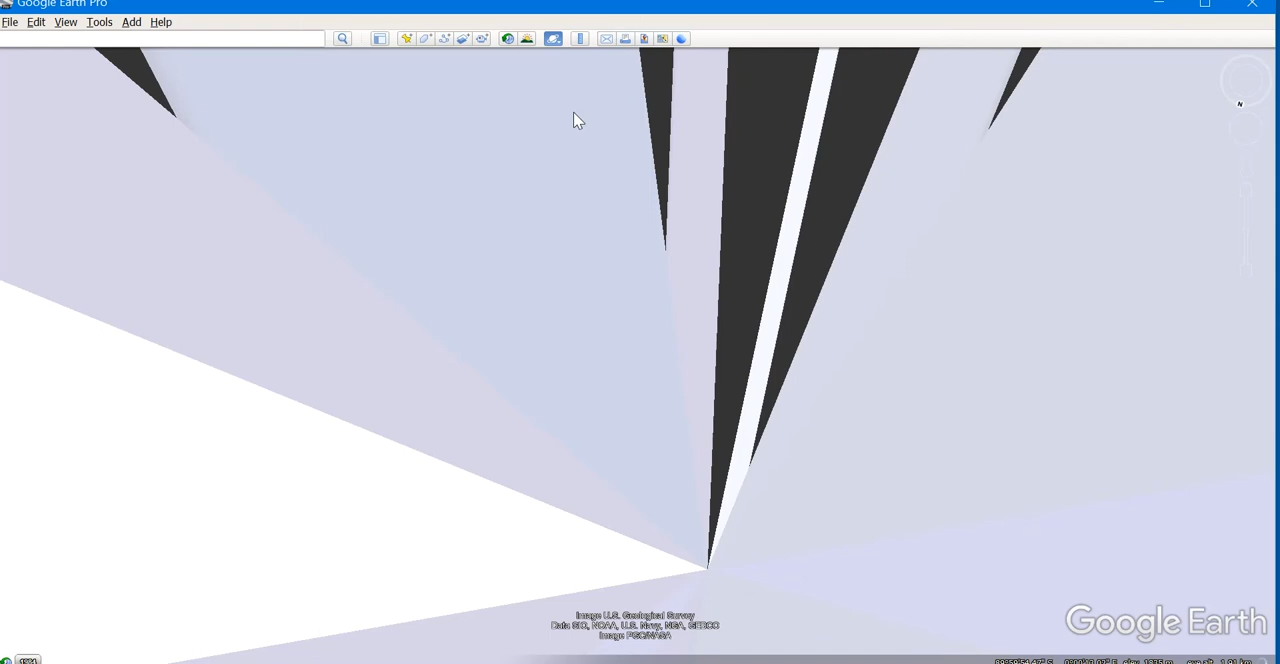 Google Earth Pro
File Edit View Tools Add Help
N
Image U.S. Geological Survey
Data SIO, NOAA, U.S. Navy, NGA, GEBCO
Image PGC/NASA
Google Earth
1984